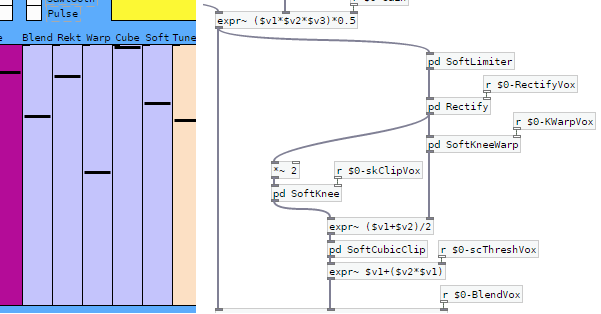 Pulse
Blend Rekt Warp Cube Soft Tune
expr~ ($v1*$v2*$v3)*0.5
pd SoftLimiter
r $0-RectifyVox
pd Rectify
r $0-KWarpVox
pd SoftKneeWarp
*~ 2
r $0-skClipVox
pd SoftKnee
expr~ ($v1+$v2)/2
pd SoftCubicClip
r $0-scThreshVox
expr~ $v1+($v2*$v1)
r $0-BlendVox